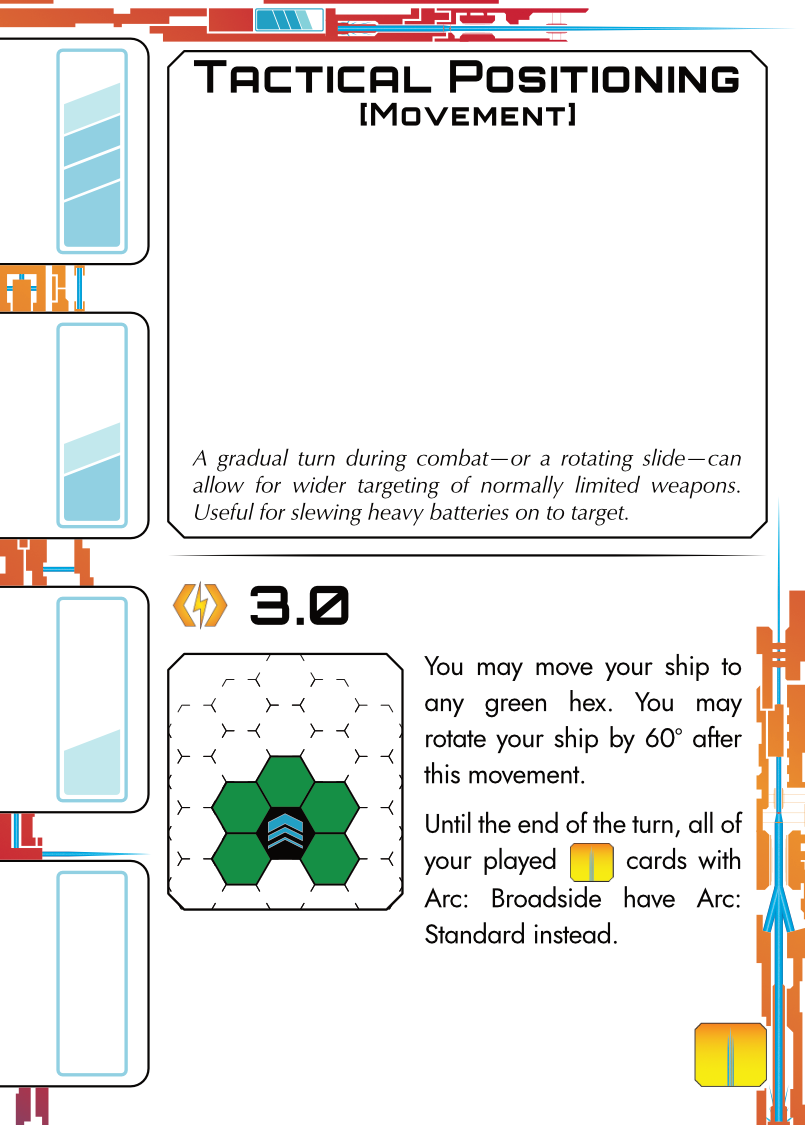 TACTICAL POSITIONING
[MOVEMENT]
A gradual turn during combat—or a rotating slide—can
allow for wider targeting of normally limited weapons.
Useful for slewing heavy batteries on to target.
3.0
You may move your ship to
any green hex. You may
rotate your ship by 60° after
this movement.
Until the end of the turn, all of
your played cards with
Arc: Broadside have Arc:
Standard instead.